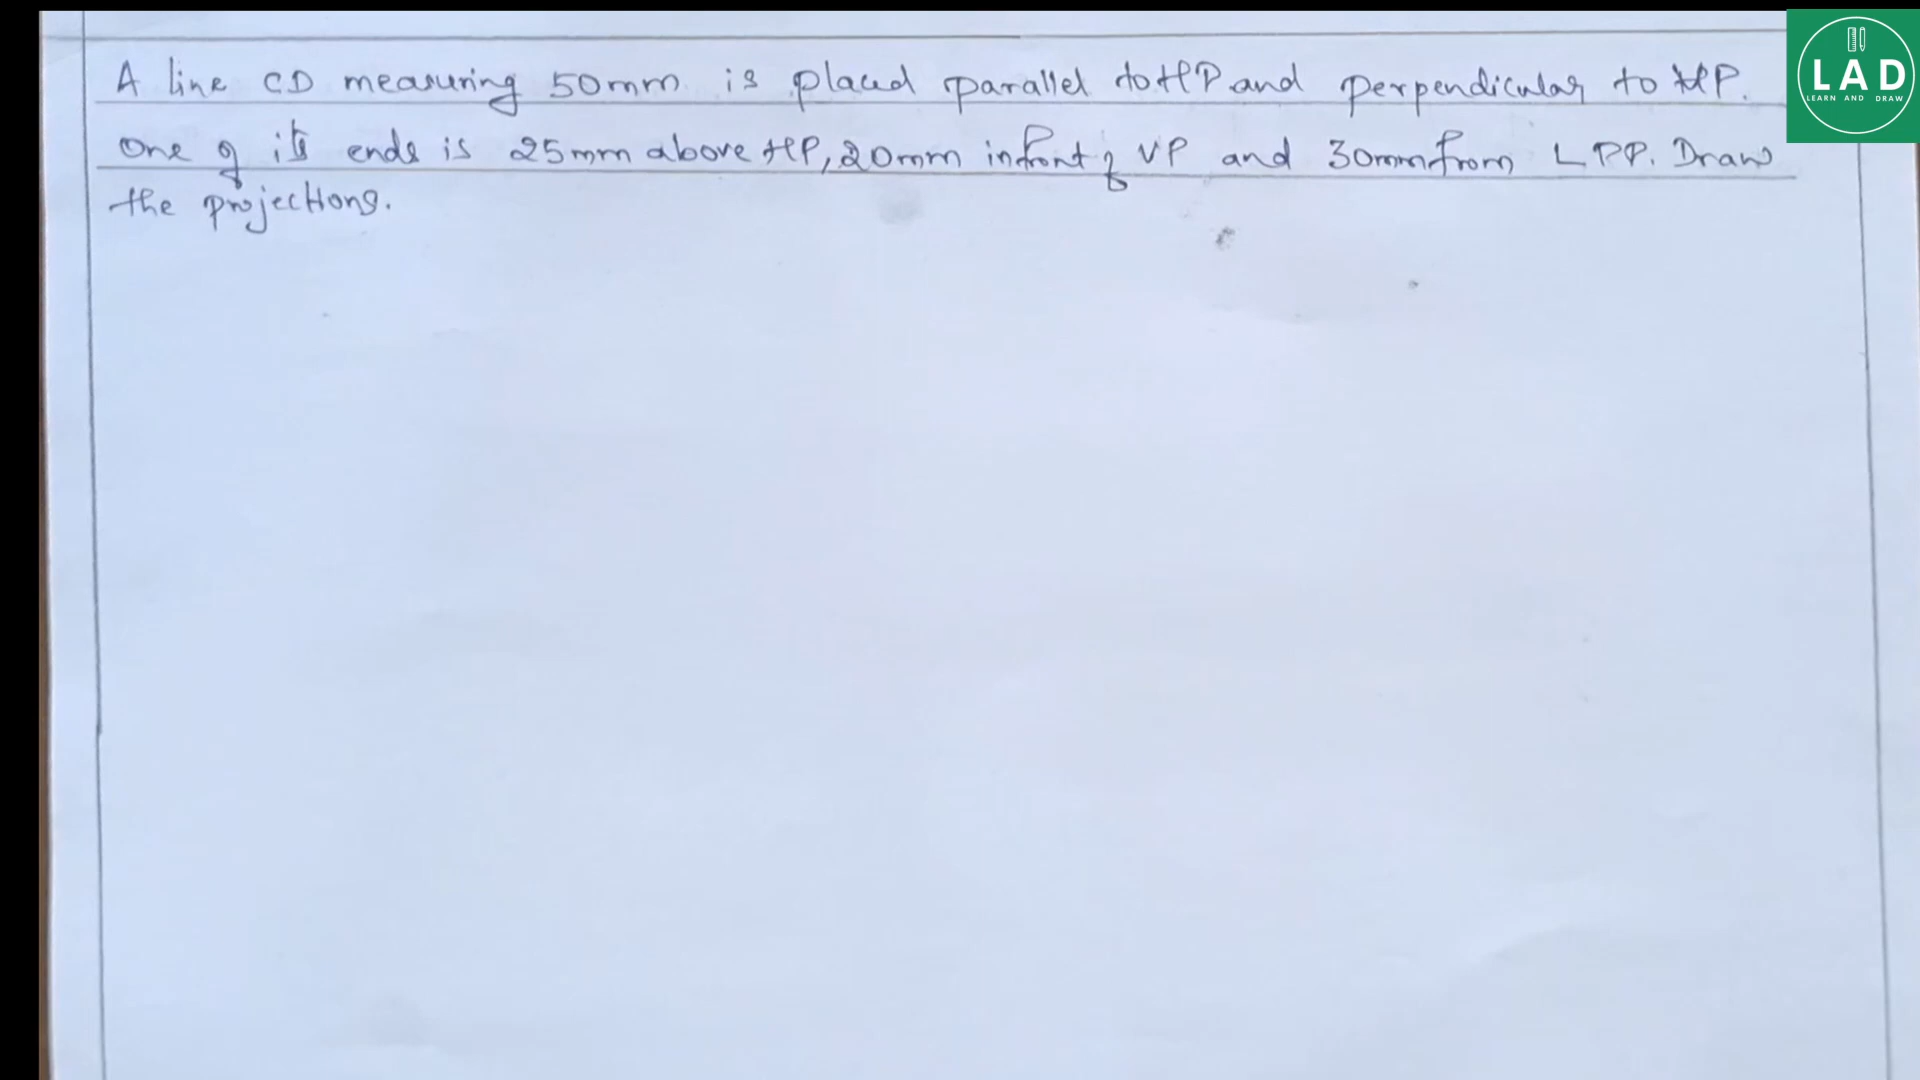 A line CD measuring 50mm is placed parallel to HP and perpendicular to VP.
One of its ends is 25mm above HP, 20mm infront of VP and 30mm from LPP. Draw
the projections.
LAD
LEARN AND DRAW